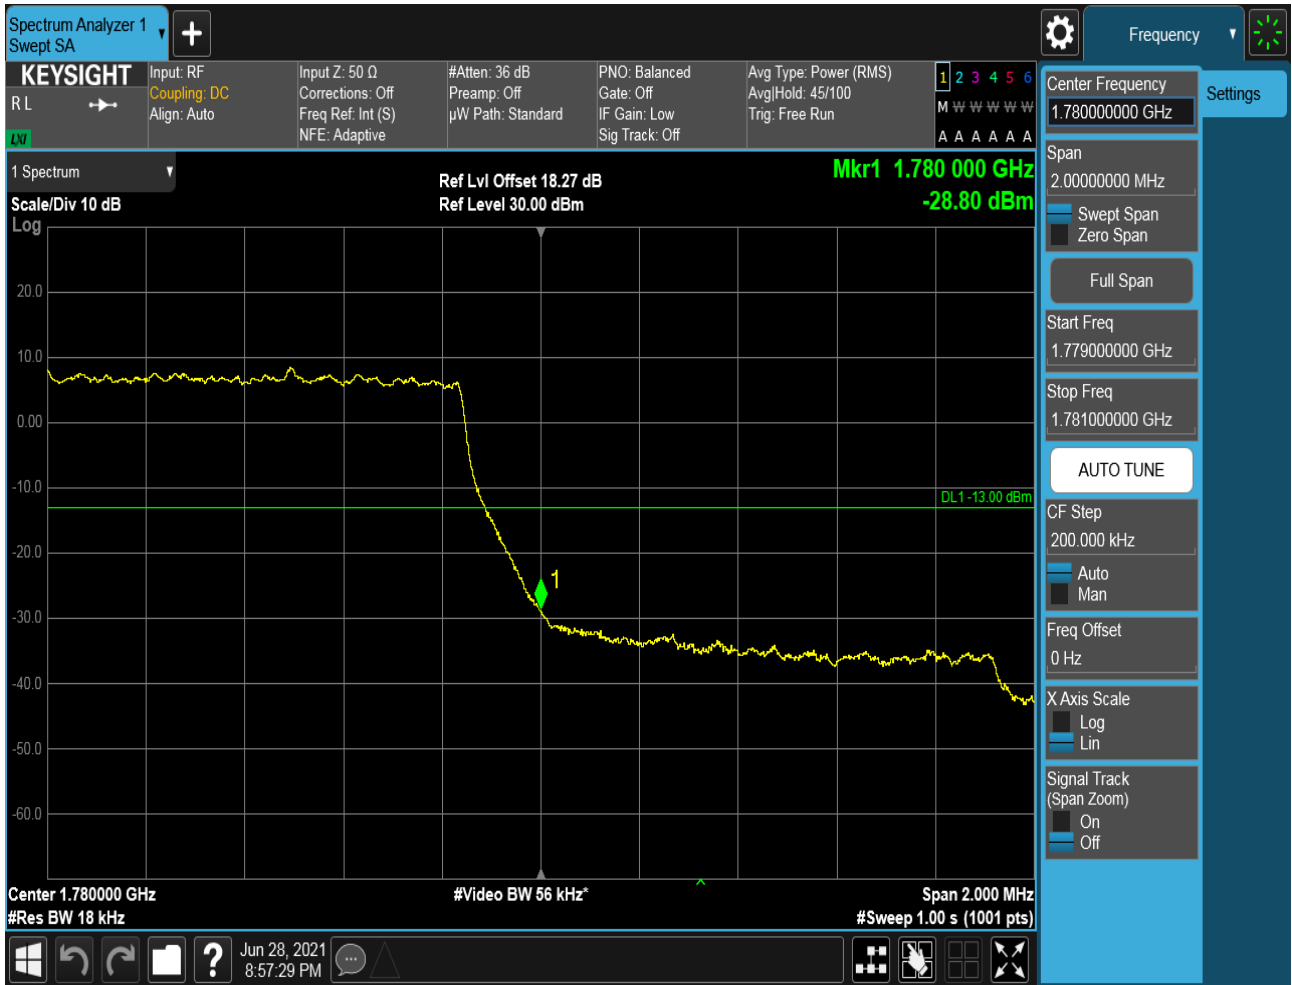 Spectrum Analyzer 1
Swept SA
Frequency
KEYSIGHT
R L
LXI
Input: RF
Coupling: DC
Align: Auto
Input Z: 50 Ω
Corrections: Off
Freq Ref: Int (S)
NFE: Adaptive
#Atten: 36 dB
Preamp: Off
µW Path: Standard
PNO: Balanced
Gate: Off
IF Gain: Low
Sig Track: Off
Avg Type: Power (RMS)
Avg|Hold: 45/100
Trig: Free Run
1 2 3 4 5 6
M W W W W W
A A A A A A
1 Spectrum
Scale/Div 10 dB
Log
Ref Lvl Offset 18.27 dB
Ref Level 30.00 dBm
Mkr1 1.780 000 GHz
-28.80 dBm
20.0
10.0
0.00
-10.0
-20.0
-30.0
-40.0
-50.0
-60.0
DL1 -13.00 dBm
1
Center 1.780000 GHz
#Res BW 18 kHz
#Video BW 56 kHz*
Span 2.000 MHz
#Sweep 1.00 s (1001 pts)
Center Frequency
1.780000000 GHz
Settings
Span
2.00000000 MHz
Swept Span
Zero Span
Full Span
Start Freq
1.779000000 GHz
Stop Freq
1.781000000 GHz
AUTO TUNE
CF Step
200.000 kHz
Auto
Man
Freq Offset
0 Hz
X Axis Scale
Log
Lin
Signal Track
(Span Zoom)
On
Off
?
Jun 28, 2021
8:57:29 PM